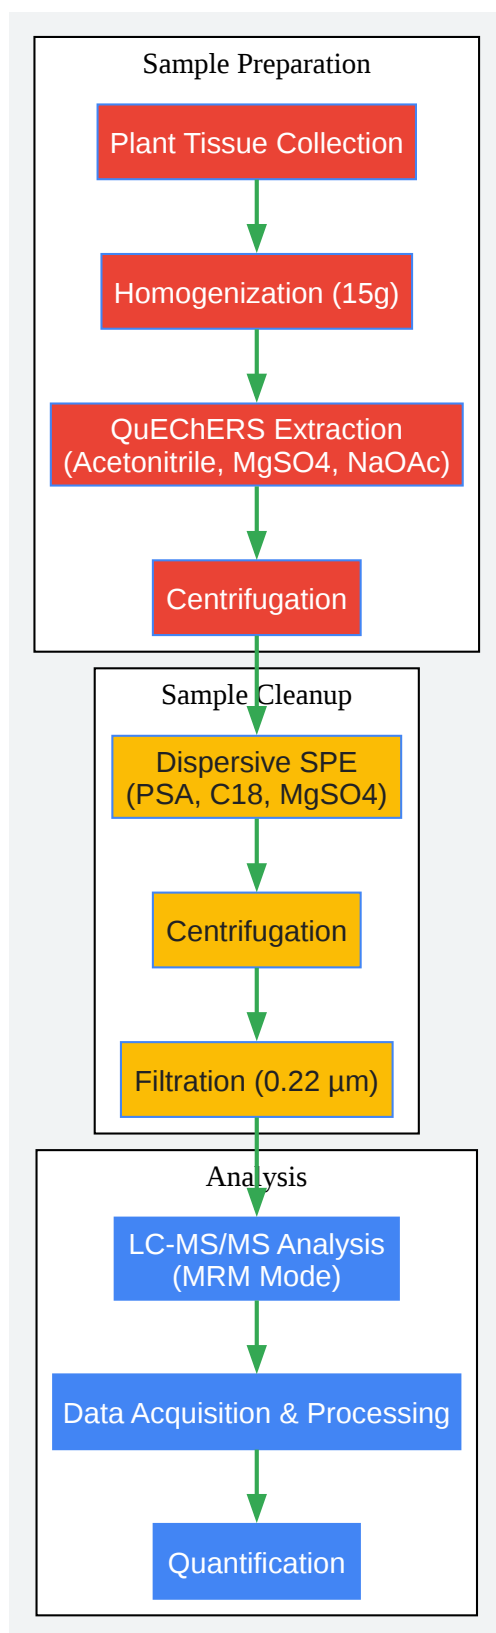 Sample Preparation
Plant Tissue Collection
Homogenization (15g)
QuEChERS Extraction
(Acetonitrile, MgSO4, NaOAc)
Centrifugation
Sample Cleanup
Dispersive SPE
(PSA, C18, MgSO4)
Centrifugation
Filtration (0.22 µm)
Analysis
LC-MS/MS Analysis
(MRM Mode)
Data Acquisition & Processing
Quantification